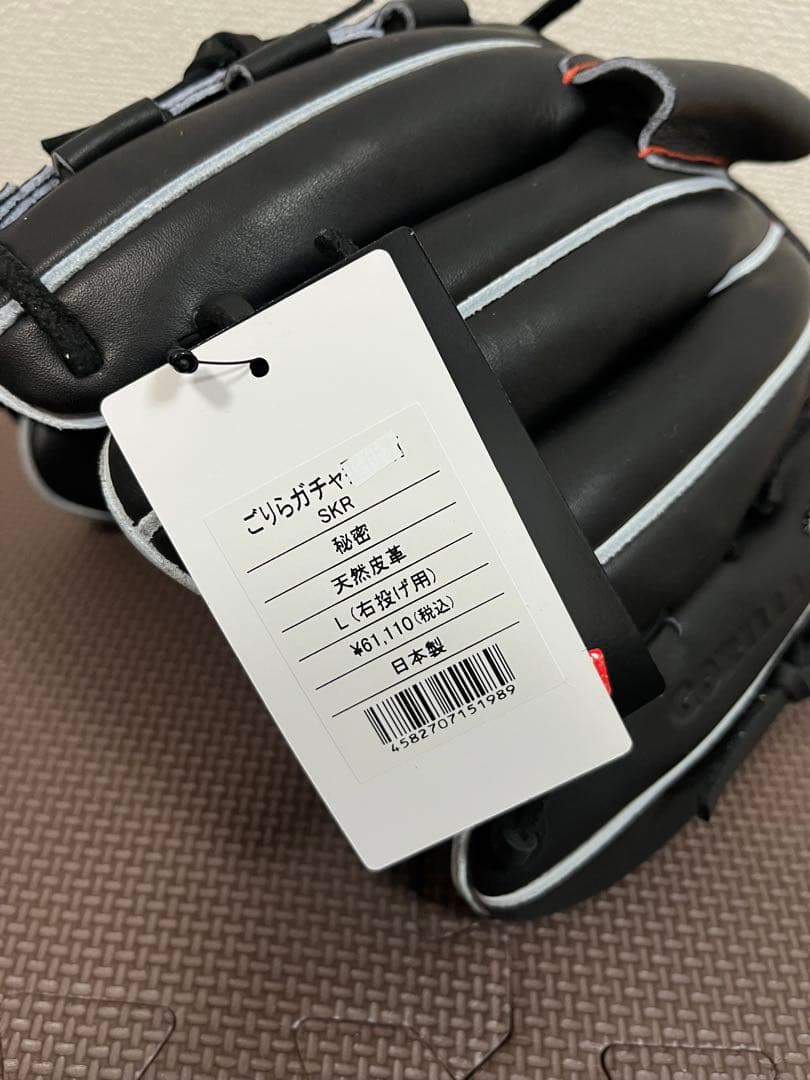 ごりらガチャ
SKR
秘密
天然皮革
L(右投げ用)
¥61,110(税込)
日本製
4582707151989